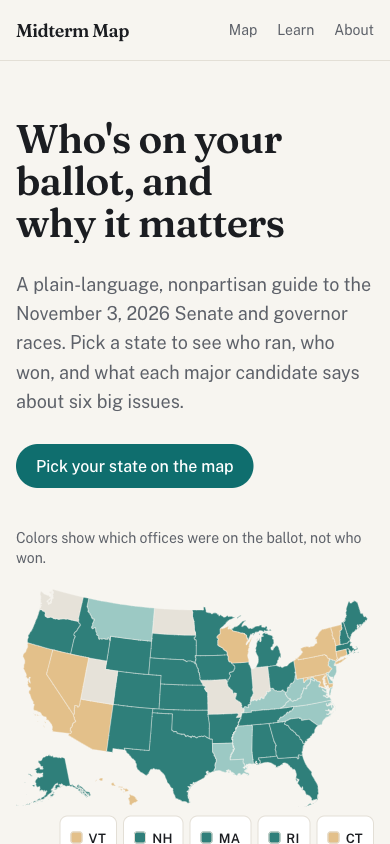 Midterm Map
Map Learn About
Who's on your
ballot, and
why it matters
A plain-language, nonpartisan guide to the
November 3, 2026 Senate and governor
races. Pick a state to see who ran, who
won, and what each major candidate says
about six big issues.
Pick your state on the map
Colors show which offices were on the ballot, not who
won.
VT NH MA RI CT